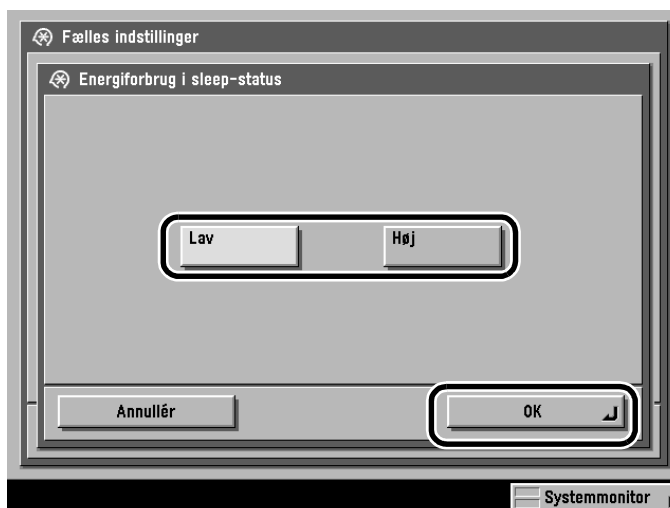 Fælles indstillinger
Energiforbrug i sleep-status
Lav
Høj
Annullér
OK
Systemmonitor